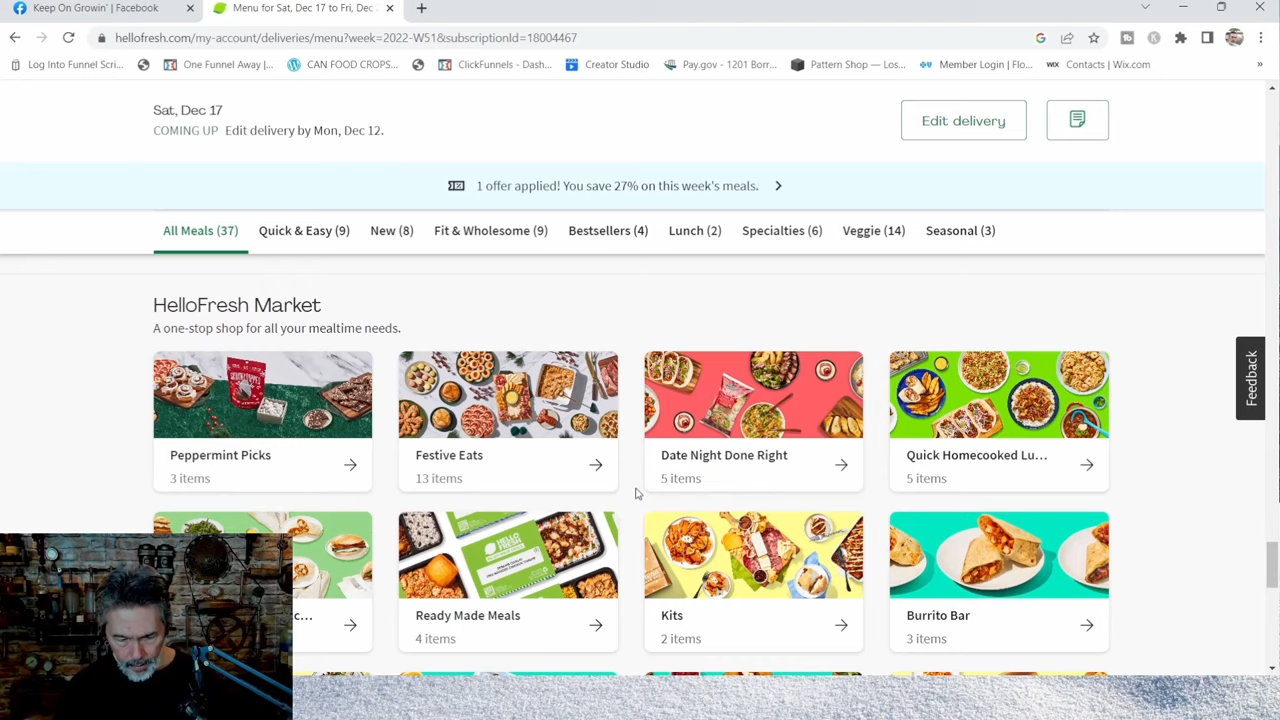 Keep On Growin' | Facebook
Menu for Sat, Dec 17 to Fri, Dec
hellofresh.com/my-account/deliveries/menu?week=2022-W51&subscriptionId=18004467
Log Into Funnel Scri...
One Funnel Away |...
CAN FOOD CROPS...
ClickFunnels - Dash...
Creator Studio
Pay.gov - 1201 Borr...
Pattern Shop — Los...
Member Login | Flo...
WIX Contacts | Wix.com
Sat, Dec 17
COMING UP Edit delivery by Mon, Dec 12.
Edit delivery
1 offer applied! You save 27% on this week's meals.
All Meals (37)
Quick & Easy (9)
New (8)
Fit & Wholesome (9)
Bestsellers (4)
Lunch (2)
Specialties (6)
Veggie (14)
Seasonal (3)
HelloFresh Market
A one-stop shop for all your mealtime needs.
Feedback
Peppermint Picks
3 items
Festive Eats
13 items
Date Night Done Right
5 items
Quick Homecooked Lu...
5 items
HELLO FRESH
c...
Ready Made Meals
4 items
Kits
2 items
Burrito Bar
3 items